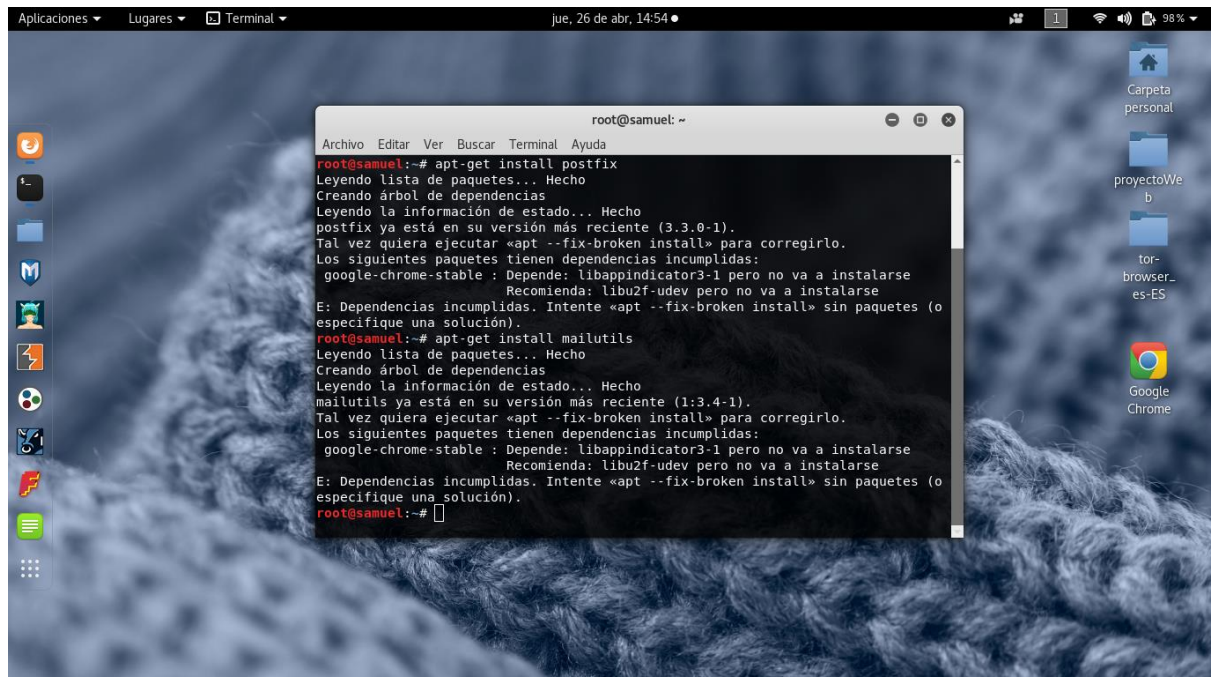 Aplicaciones Lugares Terminal jue, 26 de abr, 14:54 1 98 %
Carpeta
personal
proyectoWe
b
tor-
browser_
es-ES
Google
Chrome
root@samuel: ~
Archivo Editar Ver Buscar Terminal Ayuda
root@samuel:~# apt-get install postfix
Leyendo lista de paquetes... Hecho
Creando árbol de dependencias
Leyendo la información de estado... Hecho
postfix ya está en su versión más reciente (3.3.0-1).
Tal vez quiera ejecutar «apt --fix-broken install» para corregirlo.
Los siguientes paquetes tienen dependencias incumplidas:
google-chrome-stable : Depende: libappindicator3-1 pero no va a instalarse
Recomienda: libu2f-udev pero no va a instalarse
E: Dependencias incumplidas. Intente «apt --fix-broken install» sin paquetes (o
especifique una solución).
root@samuel:~# apt-get install mailutils
Leyendo lista de paquetes... Hecho
Creando árbol de dependencias
Leyendo la información de estado... Hecho
mailutils ya está en su versión más reciente (1:3.4-1).
Tal vez quiera ejecutar «apt --fix-broken install» para corregirlo.
Los siguientes paquetes tienen dependencias incumplidas:
google-chrome-stable : Depende: libappindicator3-1 pero no va a instalarse
Recomienda: libu2f-udev pero no va a instalarse
E: Dependencias incumplidas. Intente «apt --fix-broken install» sin paquetes (o
especifique una solución).
root@samuel:~#